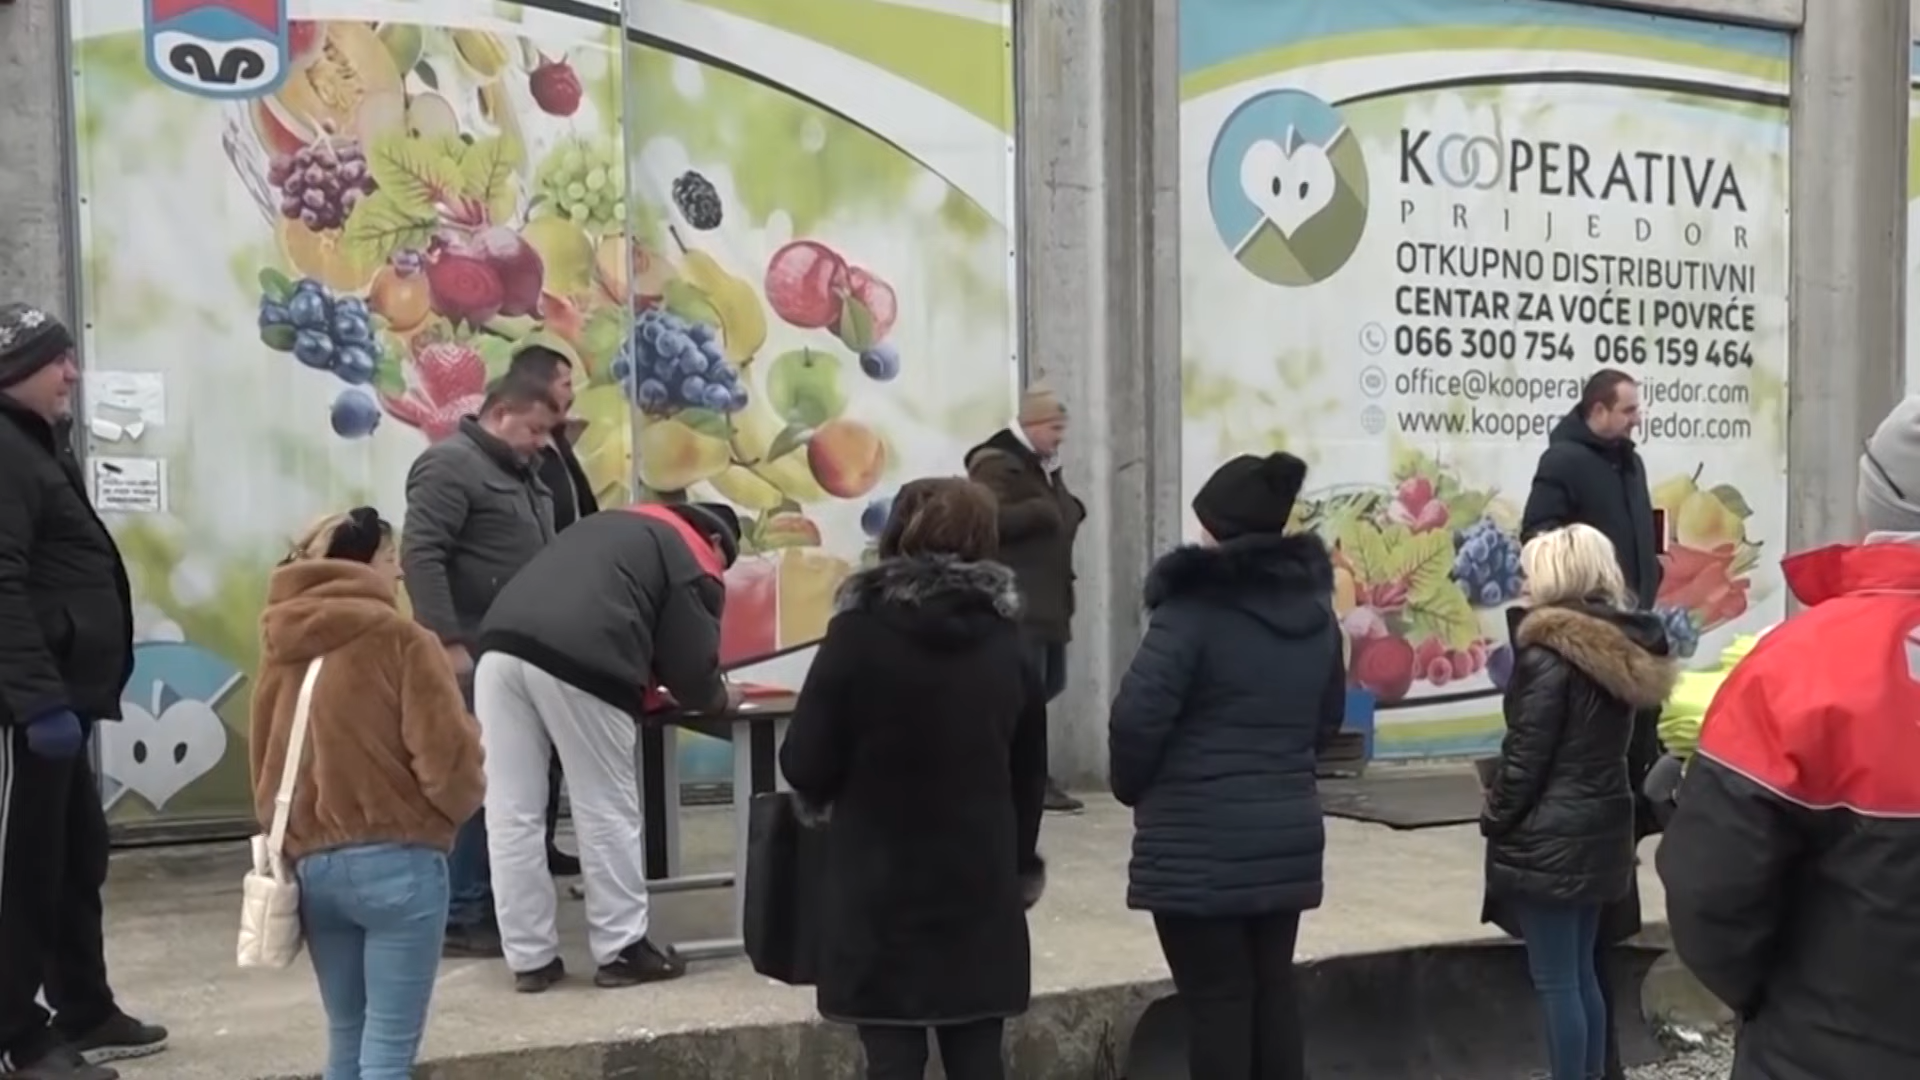 KOOPERATIVA
PRIJEDOR
OTKUPNO DISTRIBUTIVNI
CENTAR ZA VOĆE I POVRĆE
066 300 754 066 159 464